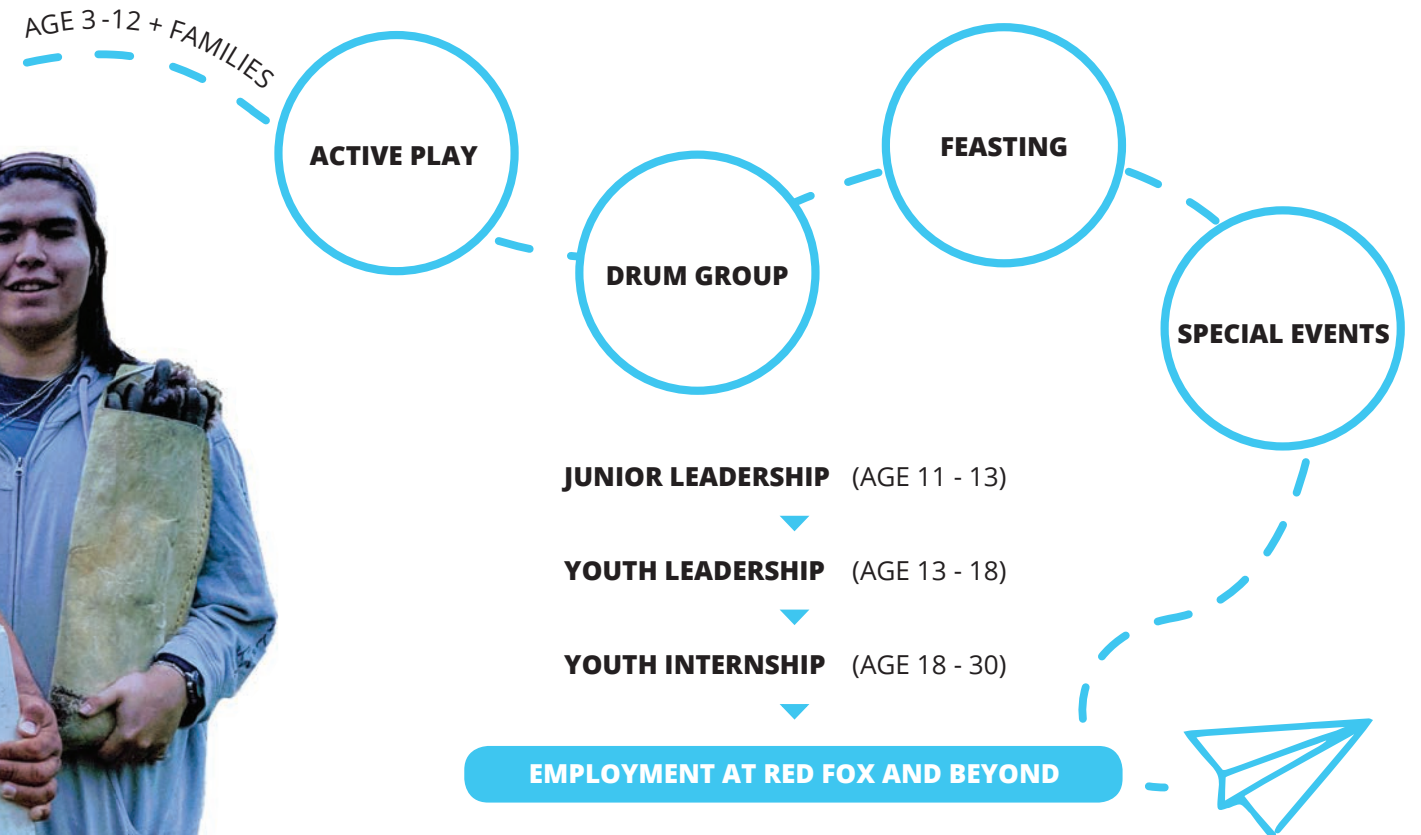 AGE 3 -12 + FAMILIES
ACTIVE PLAY
DRUM GROUP
FEASTING
SPECIAL EVENTS
JUNIOR LEADERSHIP (AGE 11 - 13)
YOUTH LEADERSHIP (AGE 13 - 18)
YOUTH INTERNSHIP (AGE 18 - 30)
EMPLOYMENT AT RED FOX AND BEYOND